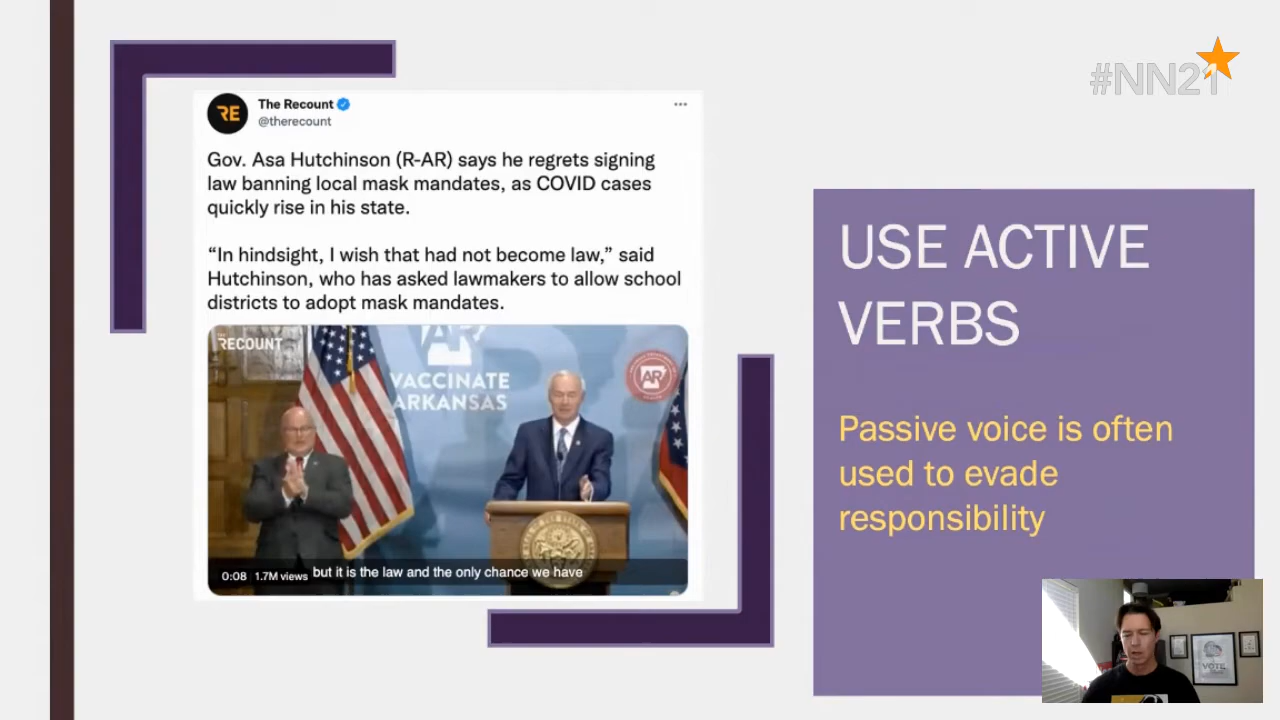 #NN21
RE
The Recount
@therecount
Gov. Asa Hutchinson (R-AR) says he regrets signing
law banning local mask mandates, as COVID cases
quickly rise in his state.
“In hindsight, I wish that had not become law,” said
Hutchinson, who has asked lawmakers to allow school
districts to adopt mask mandates.
RECOUNT
AR
VACCINATE
ARKANSAS
AR
0:08 1.7M views but it is the law and the only chance we have
USE ACTIVE
VERBS
Passive voice is often
used to evade
responsibility
VOTE